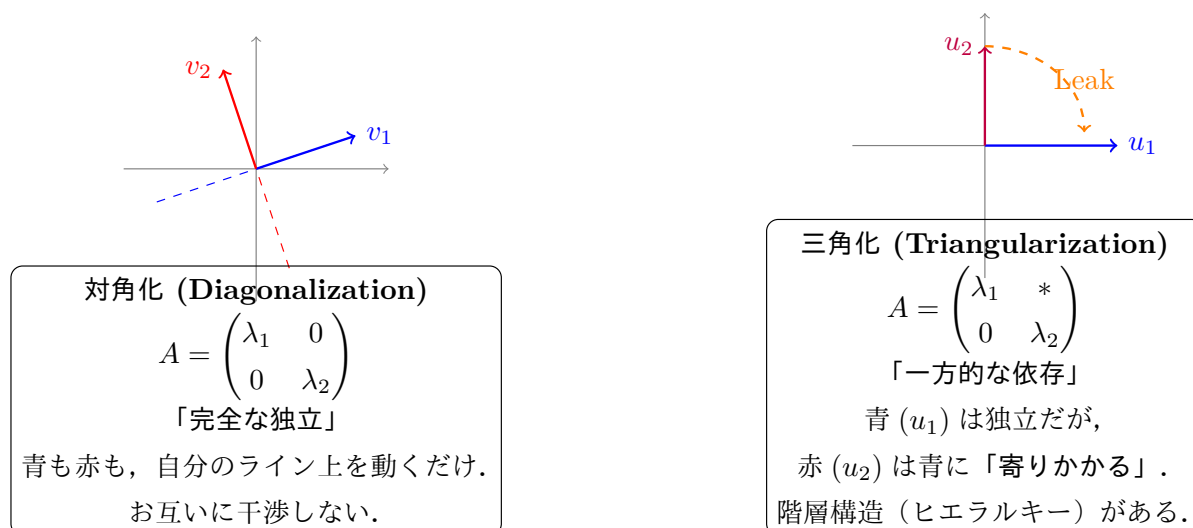 v₂
v₁
対角化 (Diagonalization)
A = (λ₁ 0
0 λ₂)
「完全な独立」
青も赤も，自分のライン上を動くだけ．
お互いに干渉しない．
u₂
Leak
u₁
三角化 (Triangularization)
A = (λ₁ *
0 λ₂)
「一方的な依存」
青 (u₁) は独立だが，
赤 (u₂) は青に「寄りかかる」．
階層構造（ヒエラルキー）がある．